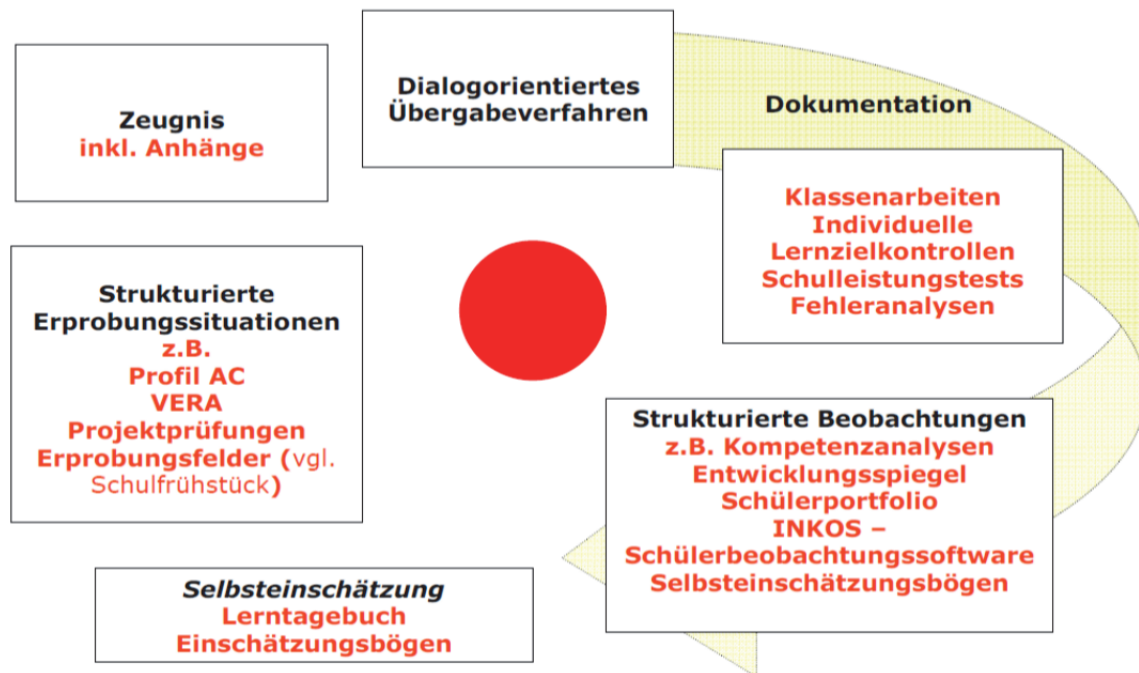 Zeugnis
inkl. Anhänge
Dialogorientiertes
Übergabeverfahren
Dokumentation
Klassenarbeiten
Individuelle
Lernzielkontrollen
Schulleistungstests
Fehleranalysen
Strukturierte
Erprobungssituationen
z.B.
Profil AC
VERA
Projektprüfungen
Erprobungsfelder (vgl.
Schulfrühstück)
Strukturierte Beobachtungen
z.B. Kompetenzanalysen
Entwicklungsspiegel
Schülerportfolio
INKOS –
Schülerbeobachtungssoftware
Selbsteinschätzungsbögen
Selbsteinschätzung
Lerntagebuch
Einschätzungsbögen